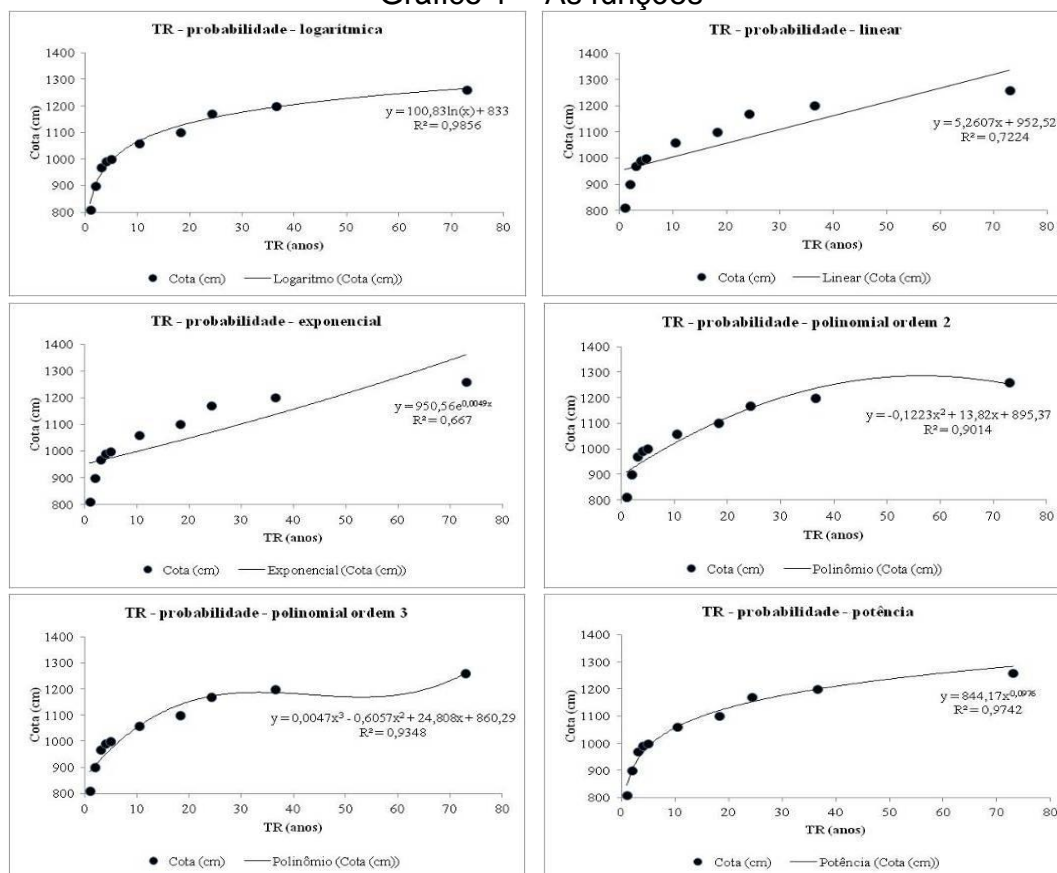 Gráfico 1 – As funções
TR - probabilidade - logarítmica
Cota (cm)
1400
1300
1200
1100
1000
900
800
0 10 20 30 40 50 60 70 80
TR (anos)
y = 100,83ln(x) + 833
R² = 0,9856
Cota (cm) Logaritmo (Cota (cm))
TR - probabilidade - linear
Cota (cm)
1400
1300
1200
1100
1000
900
800
0 10 20 30 40 50 60 70 80
TR (anos)
y = 5,2607x + 952,52
R² = 0,7224
Cota (cm) Linear (Cota (cm))
TR - probabilidade - exponencial
Cota (cm)
1400
1300
1200
1100
1000
900
800
0 10 20 30 40 50 60 70 80
TR (anos)
y = 950,56e^0,0049x
R² = 0,667
Cota (cm) Exponencial (Cota (cm))
TR - probabilidade - polinomial ordem 2
Cota (cm)
1400
1300
1200
1100
1000
900
800
0 10 20 30 40 50 60 70 80
TR (anos)
y = -0,1223x² + 13,82x + 895,37
R² = 0,9014
Cota (cm) Polinômio (Cota (cm))
TR - probabilidade - polinomial ordem 3
Cota (cm)
1400
1300
1200
1100
1000
900
800
0 10 20 30 40 50 60 70 80
TR (anos)
y = 0,0047x³ - 0,6057x² + 24,808x + 860,29
R² = 0,9348
Cota (cm) Polinômio (Cota (cm))
TR - probabilidade - potência
Cota (cm)
1400
1300
1200
1100
1000
900
800
0 10 20 30 40 50 60 70 80
TR (anos)
y = 844,17x^0,0976
R² = 0,9742
Cota (cm) Potência (Cota (cm))